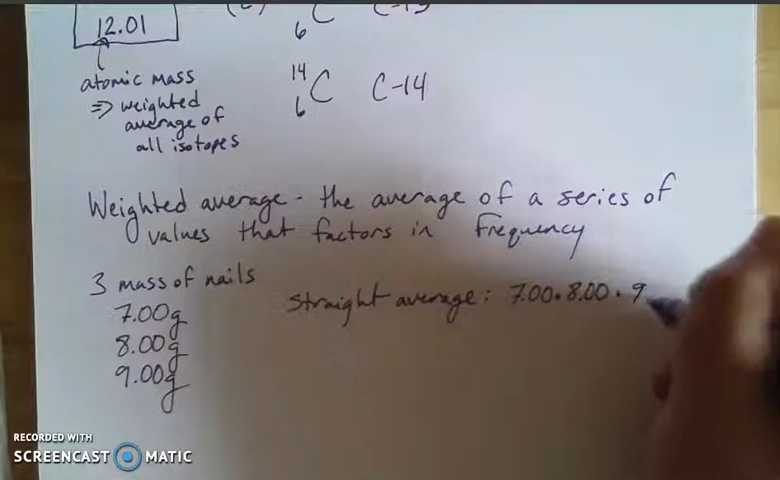 12.01
6 C C-13
atomic mass
⇒ weighted
average of
all isotopes
14
6 C C-14
Weighted average - the average of a series of
values that factors in frequency
3 mass of nails
7.00g
8.00g
9.00g
Straight average: 7.00 • 8.00 • 9
RECORDED WITH
SCREENCAST MATIC